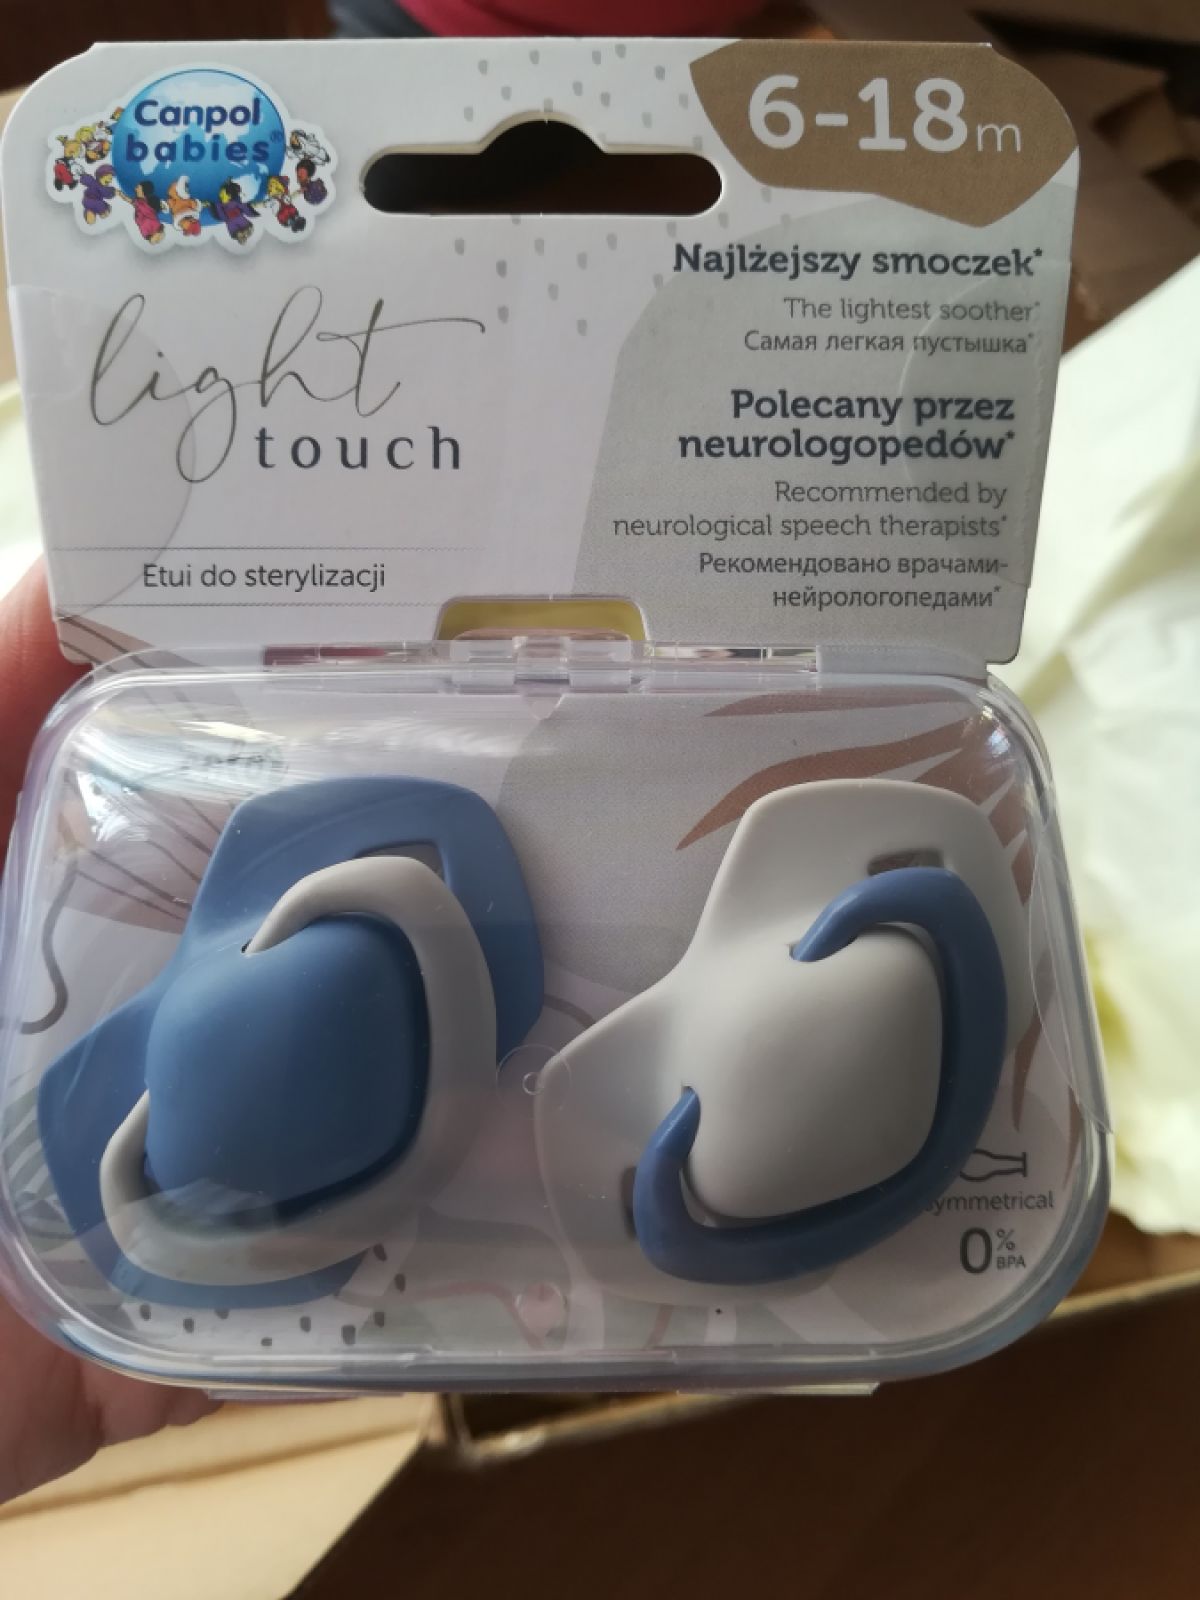 Canpol
babies®
6-18m
light
touch
Etui do sterylizacji
Najlżejszy smoczek*
The lightest soother*
Самая легкая пустышка*
Polecany przez
neurologopedów*
Recommended by
neurological speech therapists*
Рекомендовано врачами-
нейрологопедами*
symmetrical
0%
BPA